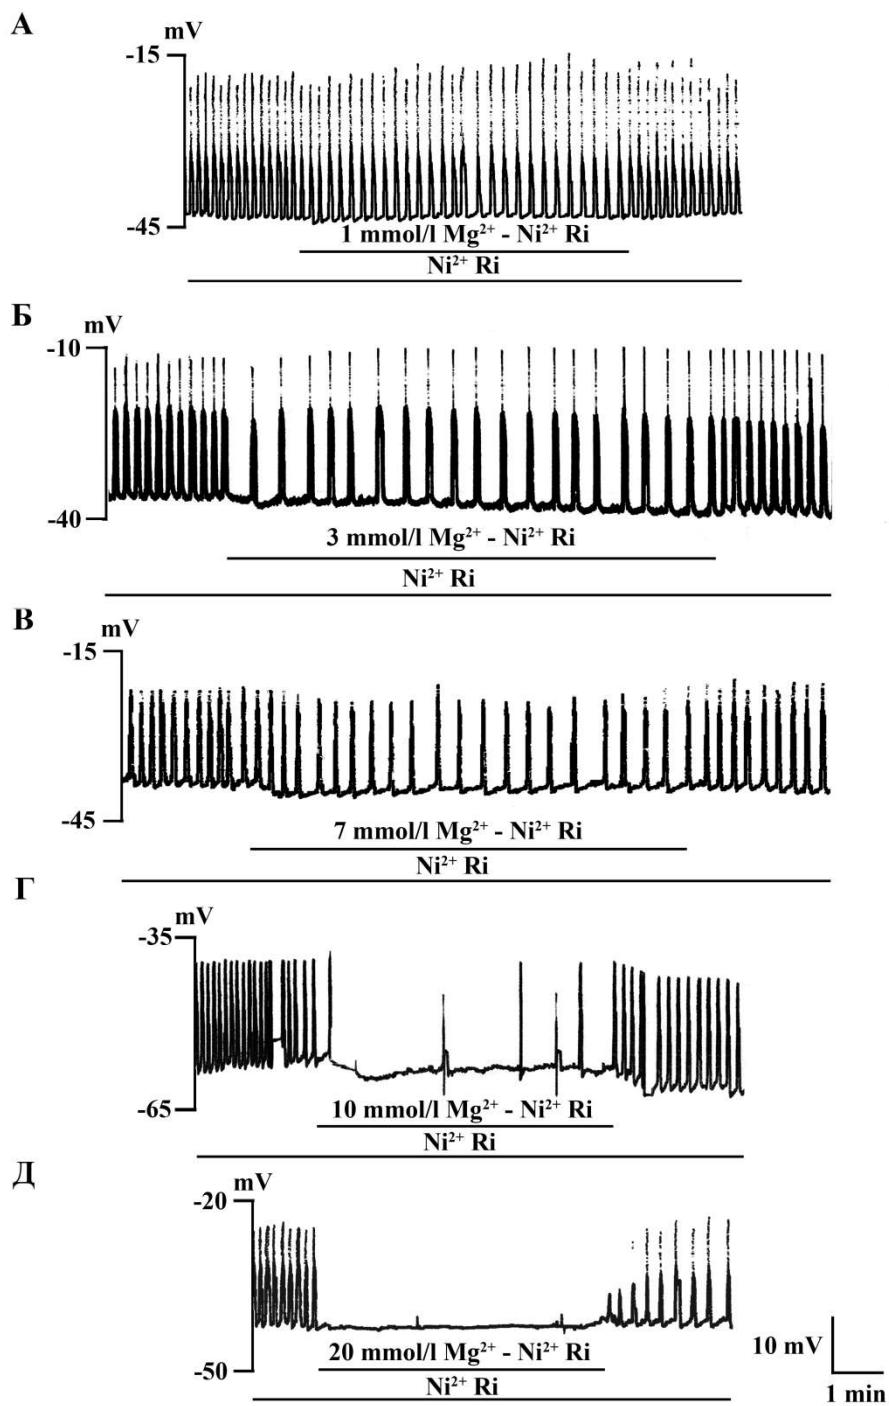 А
mV
-15
-45
1 mmol/l Mg²⁺ - Ni²⁺ Ri
Ni²⁺ Ri
Б
mV
-10
-40
3 mmol/l Mg²⁺ - Ni²⁺ Ri
Ni²⁺ Ri
В
mV
-15
-45
7 mmol/l Mg²⁺ - Ni²⁺ Ri
Ni²⁺ Ri
Г
mV
-35
-65
10 mmol/l Mg²⁺ - Ni²⁺ Ri
Ni²⁺ Ri
Д
mV
-20
-50
20 mmol/l Mg²⁺ - Ni²⁺ Ri
Ni²⁺ Ri
10 mV
1 min